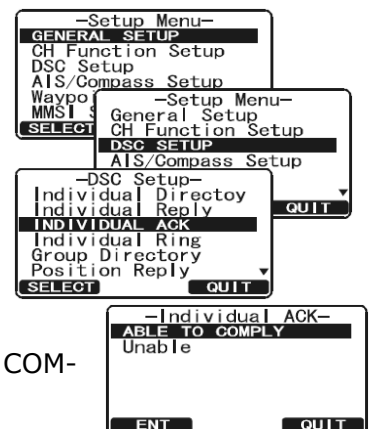 —Setup Menu—
GENERAL SETUP
CH Function Setup
DSC Setup
AIS/Compass Setup
MMSI
SELECT
—Setup Menu—
General Setup
CH Function Setup
DSC SETUP
AIS/Compass Setup
QUIT
—DSC Setup—
Individual Directoy
Individual Reply
INDIVIDUAL ACK
Individual Ring
Group Directory
Position Reply
SELECT QUIT
—Individual ACK—
ABLE TO COMPLY
Unable
COM-
ENT QUIT